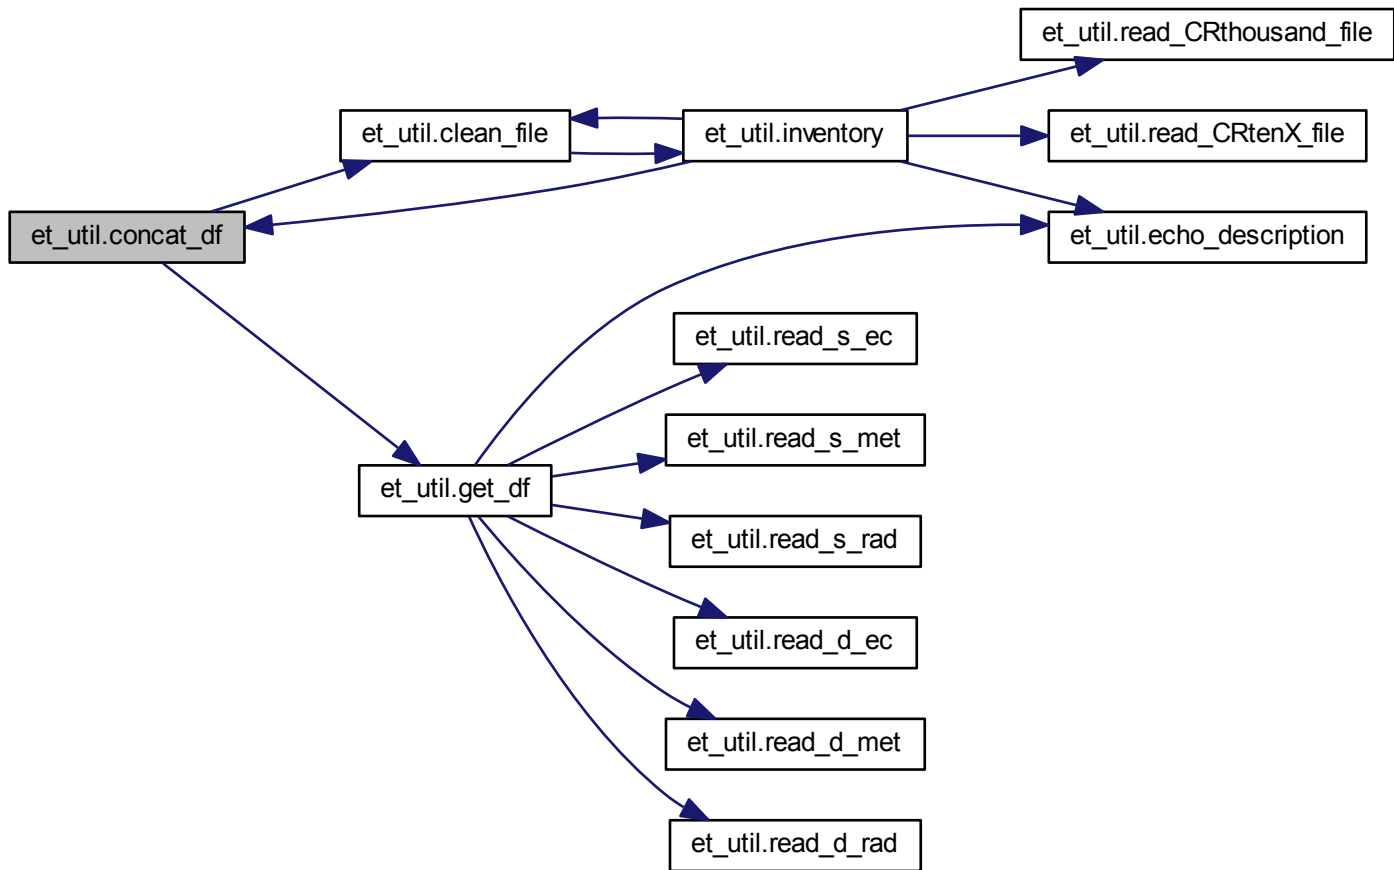 et_util.read_CRthousand_file
et_util.clean_file
et_util.inventory
et_util.read_CRtenX_file
et_util.concat_df
et_util.echo_description
et_util.read_s_ec
et_util.read_s_met
et_util.get_df
et_util.read_s_rad
et_util.read_d_ec
et_util.read_d_met
et_util.read_d_rad